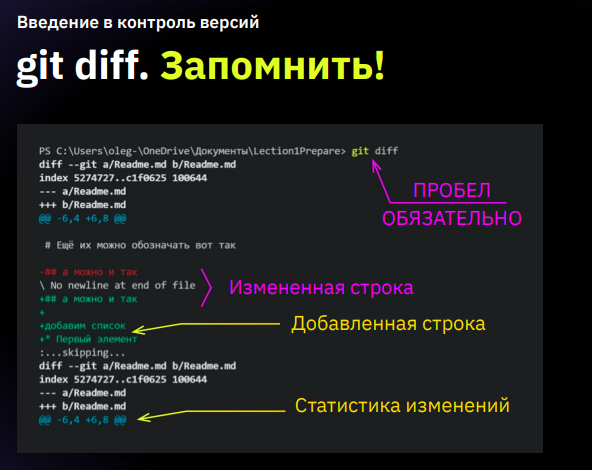 Введение в контроль версий
git diff. Запомнить!
PS C:\Users\oleg-\OneDrive\Документы\Lection1Prepare> git diff
diff --git a/Readme.md b/Readme.md
index 5274727..c1f0625 100644
--- a/Readme.md
+++ b/Readme.md
@@ -6,4 +6,8 @@
ПРОБЕЛ
ОБЯЗАТЕЛЬНО
# Ещё их можно обозначать вот так
-## а можно и так
\ No newline at end of file
+## а можно и так
Измененная строка
+
+добавим список
+* Первый элемент
Добавленная строка
:...skipping...
diff --git a/Readme.md b/Readme.md
index 5274727..c1f0625 100644
--- a/Readme.md
+++ b/Readme.md
@@ -6,4 +6,8 @@
Статистика изменений